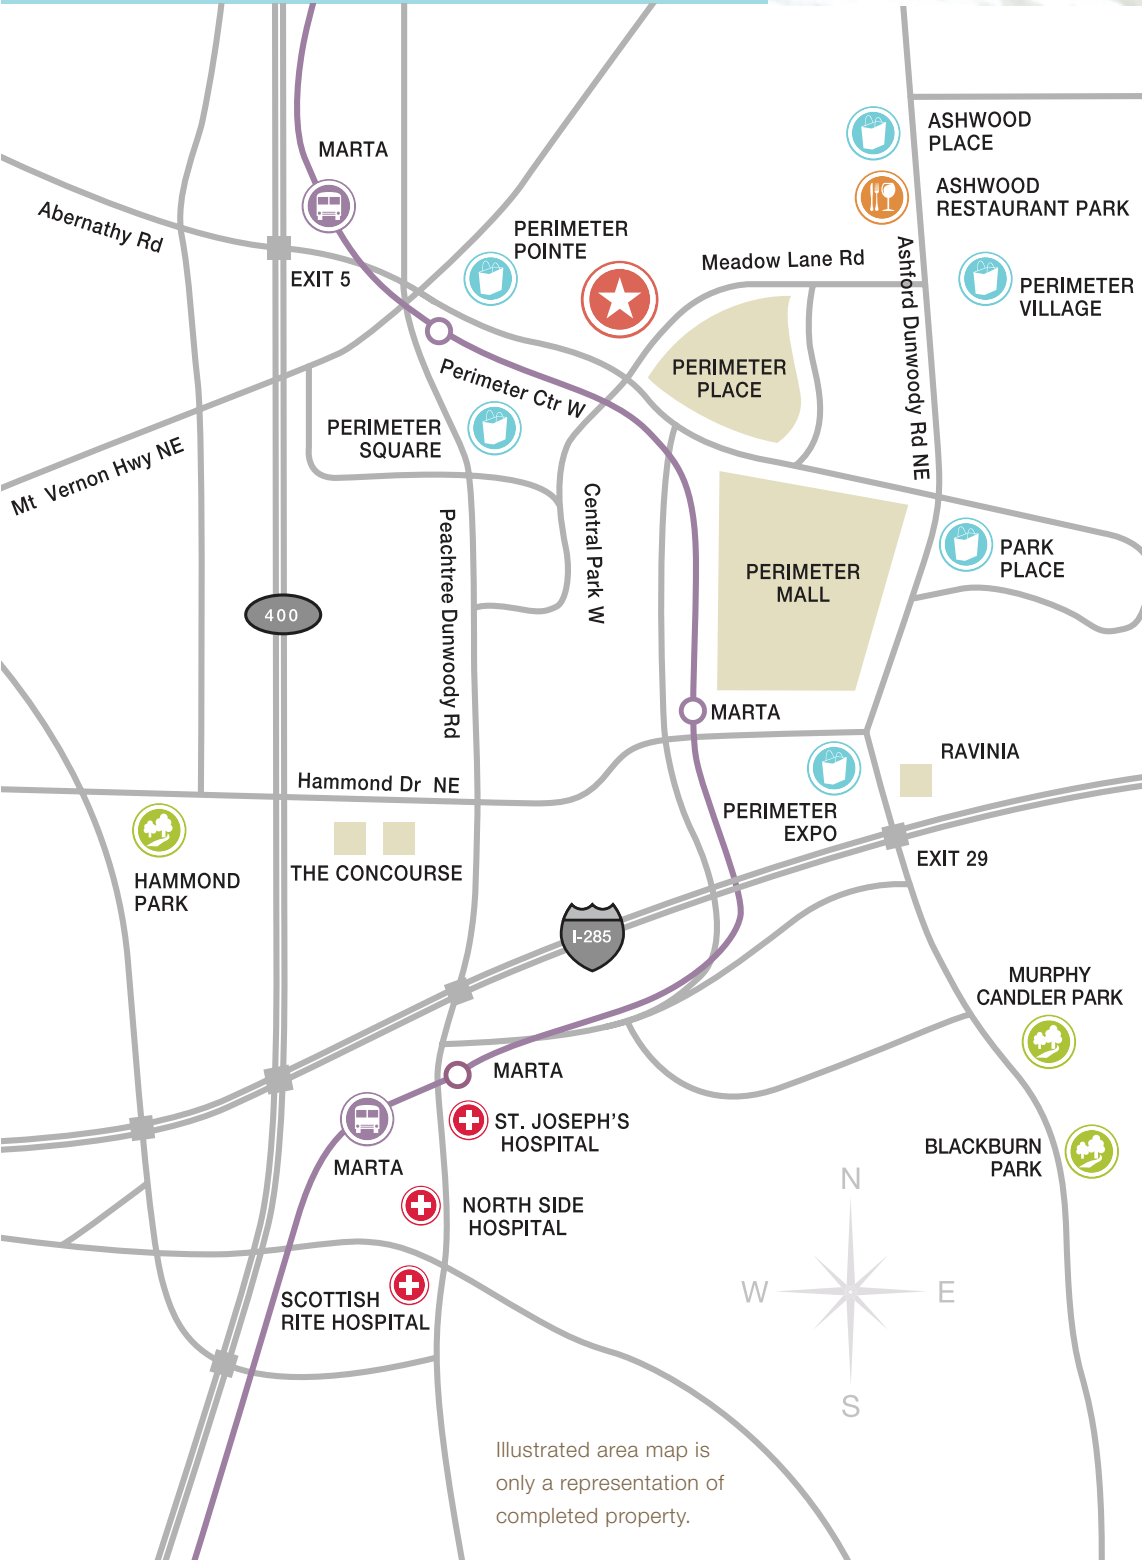 ASHWOOD
PLACE
MARTA
ASHWOOD
RESTAURANT PARK
Abernathy Rd
PERIMETER
POINTE
Meadow Lane Rd
EXIT 5
PERIMETER
VILLAGE
Ashford Dunwoody Rd NE
PERIMETER
PLACE
Perimeter Ctr W
PERIMETER
SQUARE
Mt Vernon Hwy NE
Central Park W
Peachtree Dunwoody Rd
PARK
PLACE
PERIMETER
MALL
400
MARTA
RAVINIA
Hammond Dr NE
PERIMETER
EXPO
EXIT 29
THE CONCOURSE
HAMMOND
PARK
I-285
MURPHY
CANDLER PARK
MARTA
ST. JOSEPH'S
HOSPITAL
BLACKBURN
PARK
MARTA
N
NORTH SIDE
HOSPITAL
W
E
SCOTTISH
RITE HOSPITAL
S
Illustrated area map is
only a representation of
completed property.